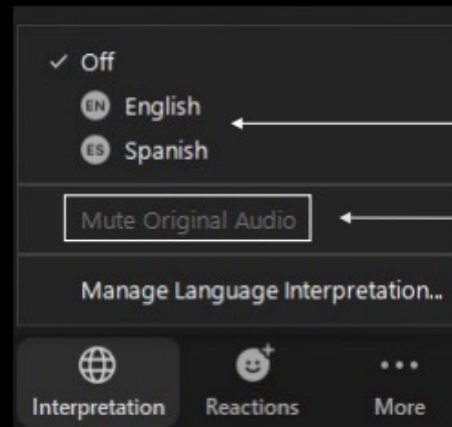 Off
EN English
ES Spanish
Mute Original Audio
Manage Language Interpretation...
Interpretation Reactions More